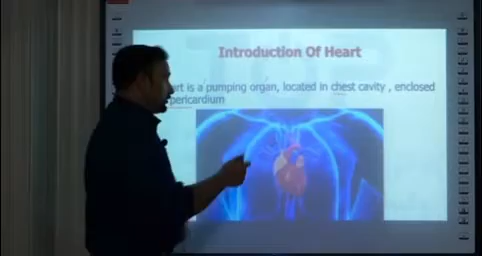 Introduction Of Heart
art is a pumping organ, located in chest cavity , enclosed
pericardium